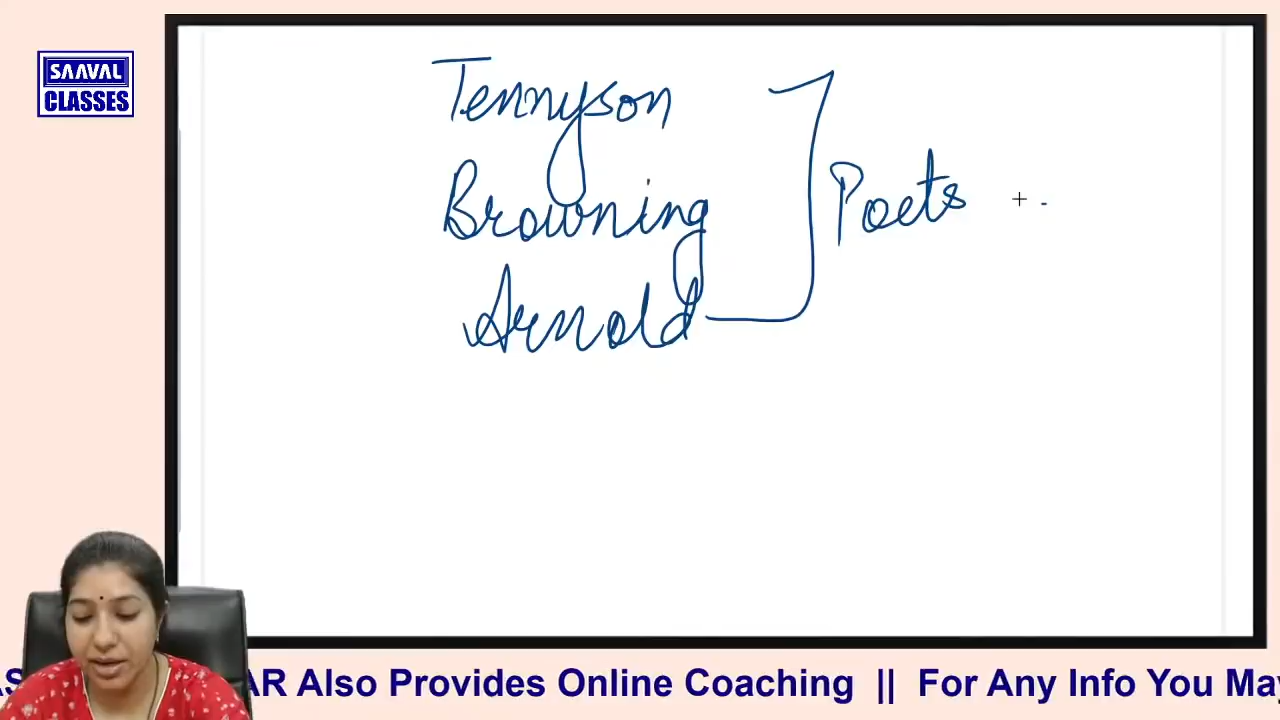 SAAVAL
CLASSES
Tennyson
Browning
Arnold
Poets
AR Also Provides Online Coaching || For Any Info You May